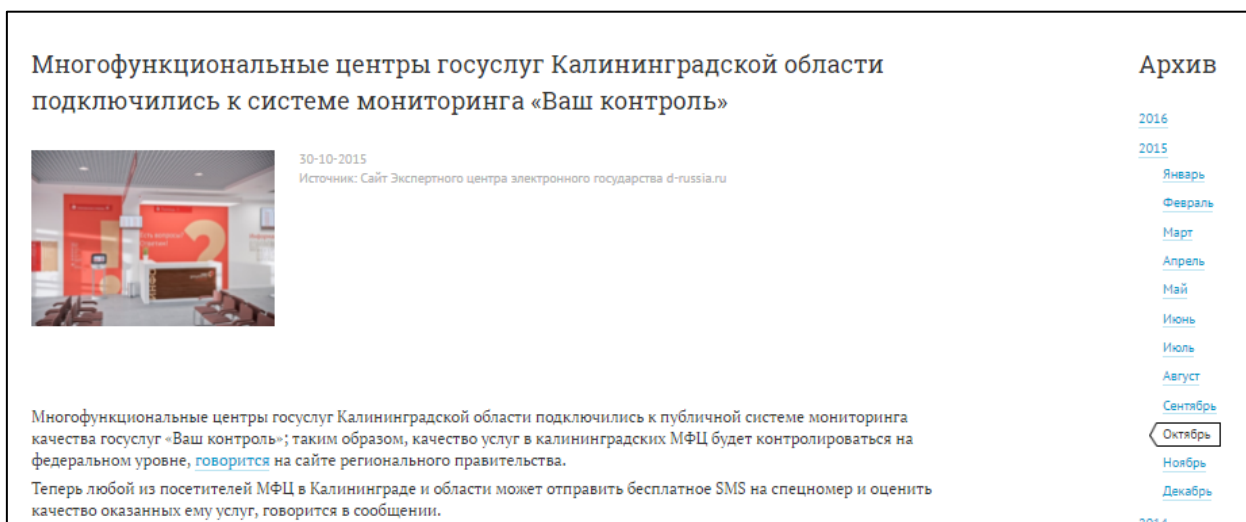 Многофункциональные центры госуслуг Калининградской области
подключились к системе мониторинга «Ваш контроль»
30-10-2015
Источник: Сайт Экспертного центра электронного государства d-russia.ru
Многофункциональные центры госуслуг Калининградской области подключились к публичной системе мониторинга
качества госуслуг «Ваш контроль»; таким образом, качество услуг в калининградских МФЦ будет контролироваться на
федеральном уровне, говорится на сайте регионального правительства.
Теперь любой из посетителей МФЦ в Калининграде и области может отправить бесплатное SMS на спецномер и оценить
качество оказанных ему услуг, говорится в сообщении.
Архив
2016
2015
Январь
Февраль
Март
Апрель
Май
Июнь
Июль
Август
Сентябрь
Октябрь
Ноябрь
Декабрь